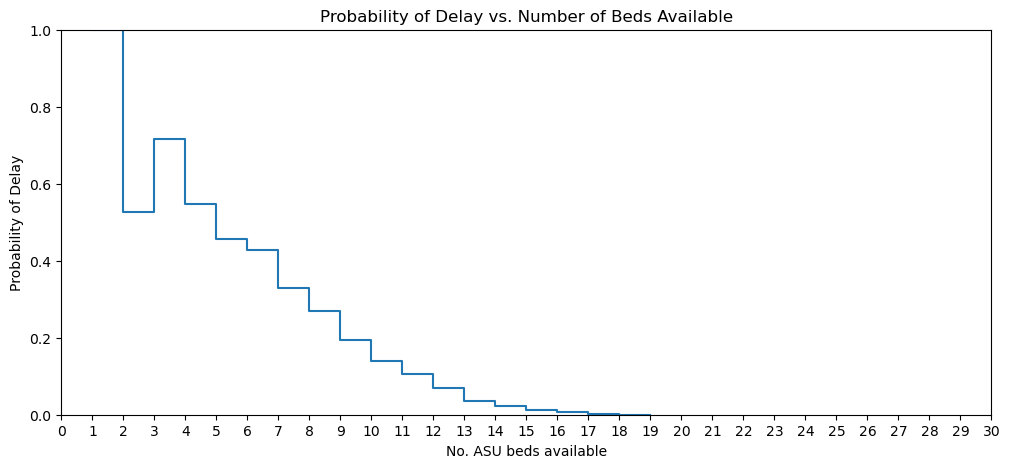 Probability of Delay vs. Number of Beds Available
1.0
0.8
0.6
0.4
0.2
0.0
Probability of Delay
0 1 2 3 4 5 6 7 8 9 10 11 12 13 14 15 16 17 18 19 20 21 22 23 24 25 26 27 28 29 30
No. ASU beds available